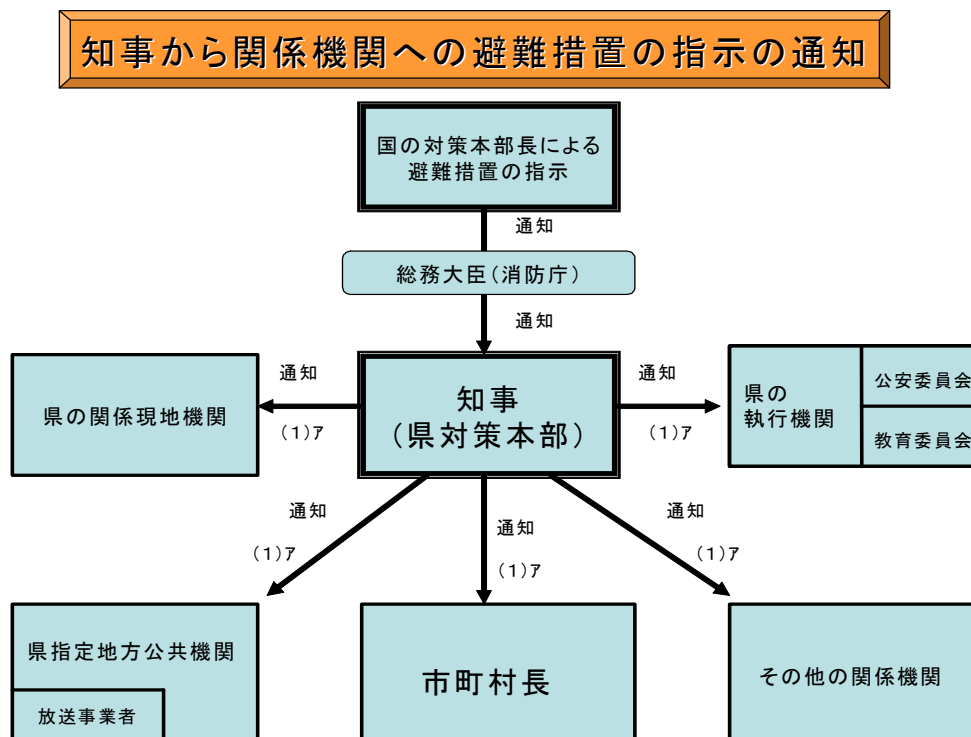 知事から関係機関への避難措置の指示の通知
国の対策本部長による
避難措置の指示
通知
総務大臣（消防庁）
通知
県の関係現地機関
通知
（1）ｱ
知事
（県対策本部）
通知
（1）ｱ
県の
執行機関
公安委員会
教育委員会
通知
（1）ｱ
通知
（1）ｱ
通知
（1）ｱ
県指定地方公共機関
放送事業者
市町村長
その他の関係機関